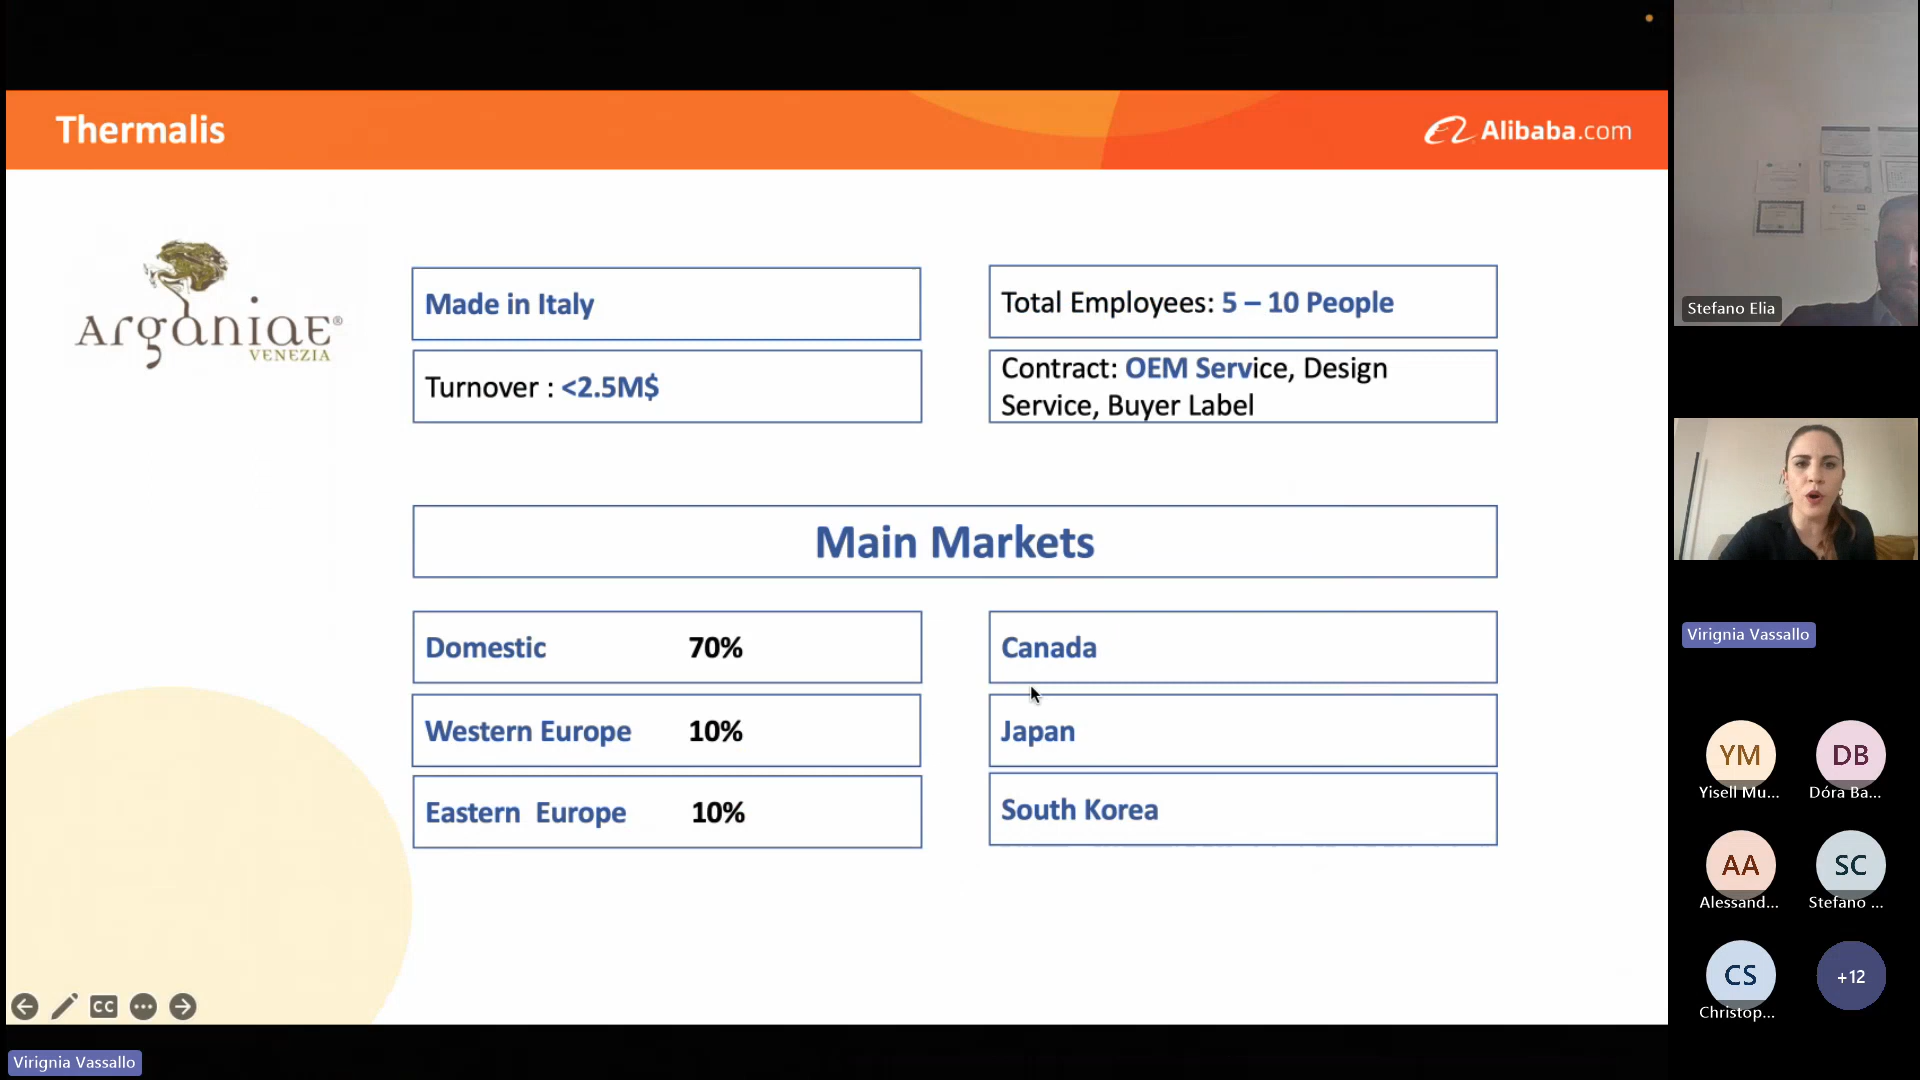 Thermalis
Alibaba.com
Arganiae®
VENEZIA
Made in Italy
Total Employees: 5 – 10 People
Turnover : <2.5M$
Contract: OEM Service, Design
Service, Buyer Label
Main Markets
Domestic 70%
Canada
Western Europe 10%
Japan
Eastern Europe 10%
South Korea
CC
Virignia Vassallo
Stefano Elia
Virignia Vassallo
YM
Yisell Mu...
DB
Dóra Ba...
AA
Alessand...
SC
Stefano ...
CS
Christop...
+12